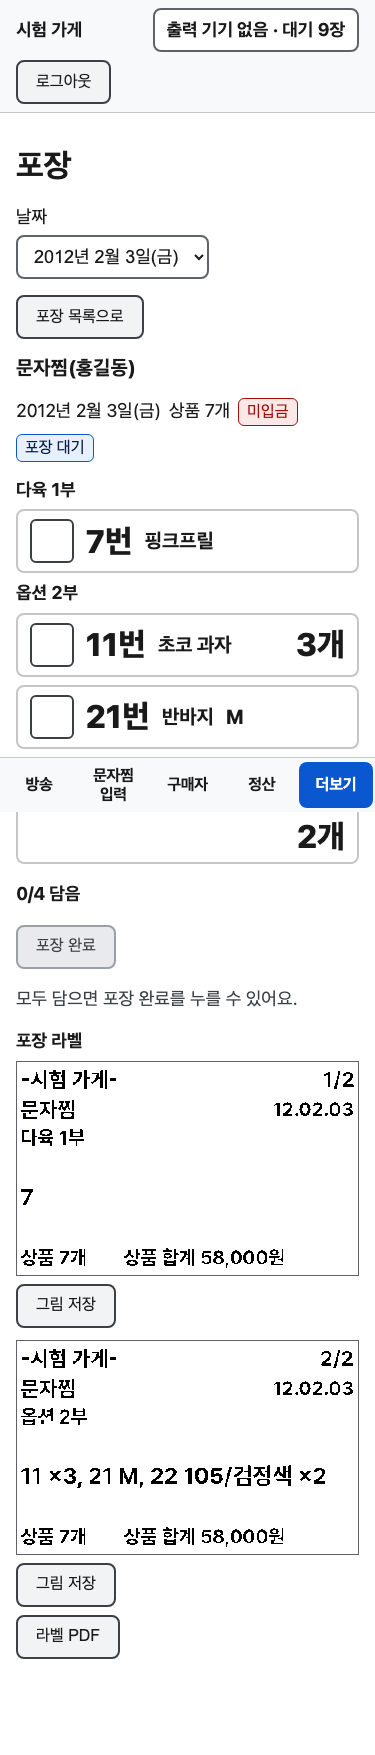 시험 가게
출력 기기 없음 · 대기 9장
로그아웃
포장
날짜
2012년 2월 3일(금)
포장 목록으로
문자찜(홍길동)
2012년 2월 3일(금) 상품 7개 미입금
포장 대기
다육 1부
7번 핑크프릴
옵션 2부
11번 초코 과자 3개
21번 반바지 M
방송
문자찜 입력
구매자
정산
더보기
2개
0/4 담음
포장 완료
모두 담으면 포장 완료를 누를 수 있어요.
포장 라벨
-시험 가게- 1/2
문자찜 12.02.03
다육 1부
7
상품 7개 상품 합계 58,000원
그림 저장
-시험 가게- 2/2
문자찜 12.02.03
옵션 2부
11 ×3, 21 M, 22 105/검정색 ×2
상품 7개 상품 합계 58,000원
그림 저장
라벨 PDF